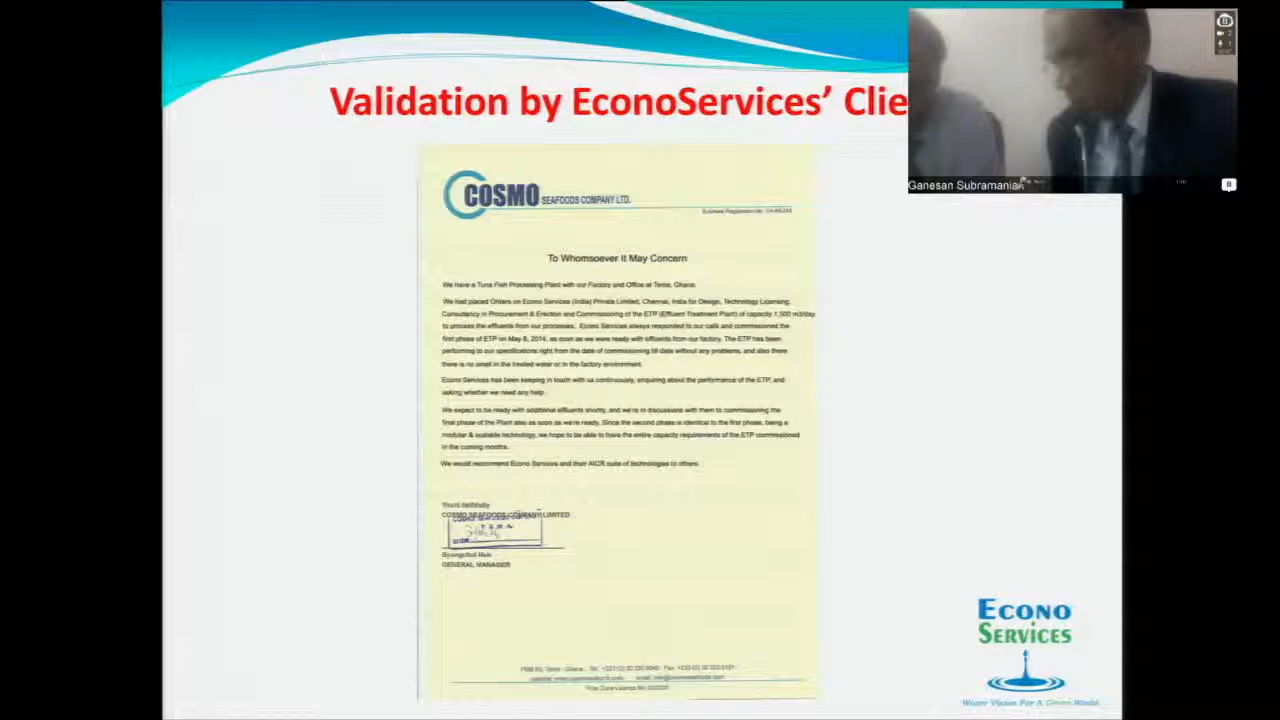 Validation by EconoServices' Clie
Ganesan Subramanian
COSMO SEAFOODS COMPANY LTD.
To Whomsoever It May Concern
We have a Tuna Fish Processing Plant with our Factory and Office at Tema, Ghana.
We had placed Orders on Econo Services (India) Private Limited, Chennai, India for Design, Technology Licensing,
Consultancy in Procurement & Erection and Commissioning of the ETP (Effluent Treatment Plant) of capacity 1,500 m3/day
to process the effluents from our processes. Econo Services always responded to our calls and commissioned the
first phase of ETP on May 8, 2014, as soon as we were ready with effluents from our factory. The ETP has been
performing to our specifications right from the date of commissioning till date without any problems, and also there
there is no smell in the treated water or in the factory environment.
Econo Services has been keeping in touch with us continuously, enquiring about the performance of the ETP, and
asking whether we need any help.
We expect to be ready with additional effluents shortly, and we're in discussions with them to commissioning the
final phase of the Plant also as soon as we're ready. Since the second phase is identical to the first phase, being a
modular & scalable technology, we hope to be able to have the entire capacity requirements of the ETP commissioned
in the coming months.
We would recommend Econo Services and their AICR suite of technologies to others.
Yours faithfully
COSMO SEAFOODS COMPANY LIMITED
GENERAL MANAGER
ECONO
SERVICES
Water Vision For A Green World